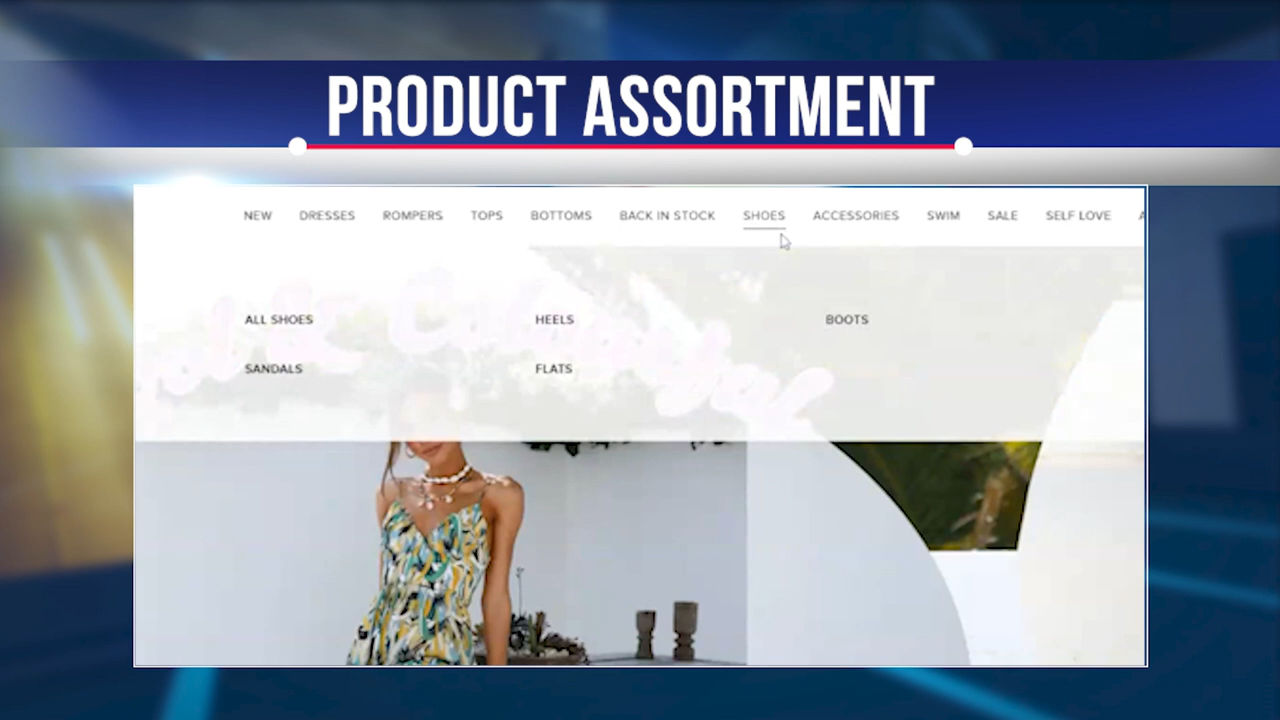 PRODUCT ASSORTMENT
NEW DRESSES ROMPERS TOPS BOTTOMS BACK IN STOCK SHOES ACCESSORIES SWIM SALE SELF LOVE
ALL SHOES HEELS BOOTS
SANDALS FLATS